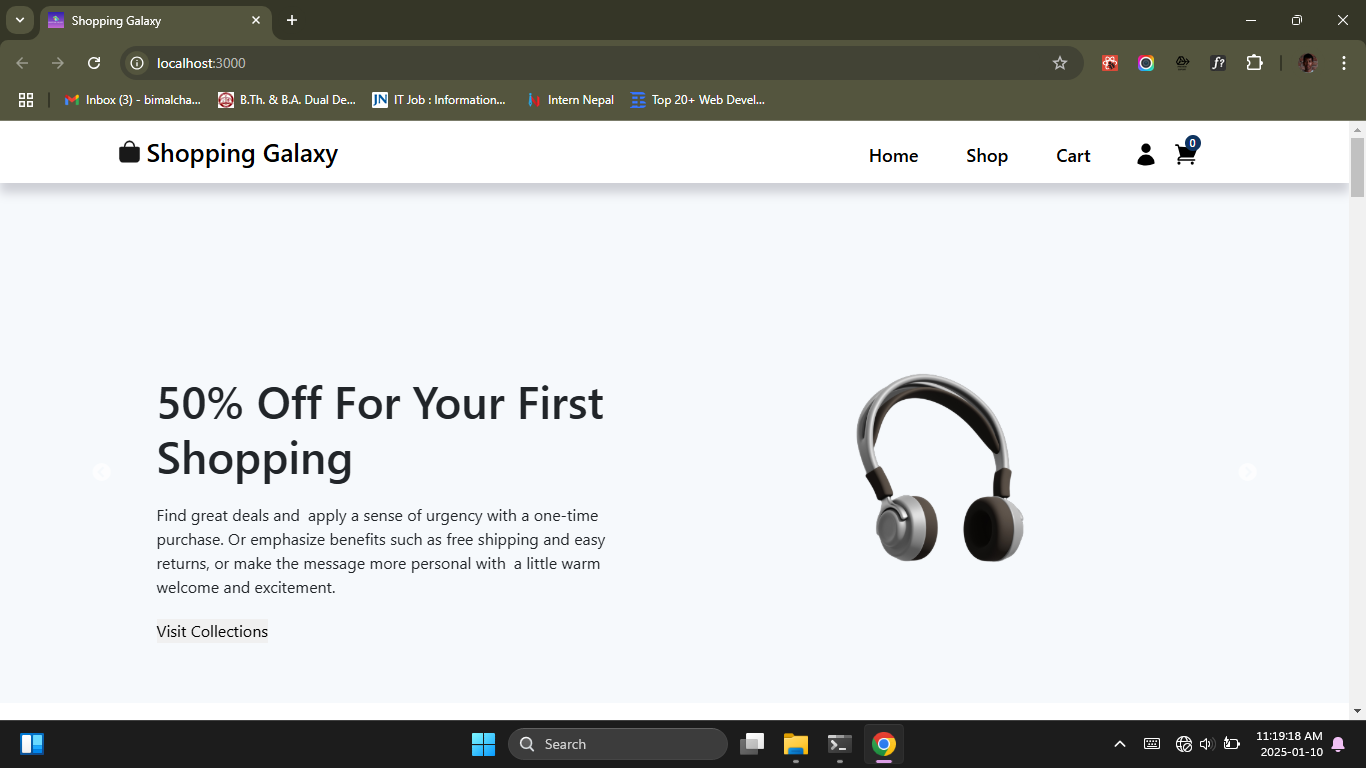 Shopping Galaxy
localhost:3000
f?
Inbox (3) - bimalcha...
B.Th. & B.A. Dual De...
JN
IT Job : Information...
Intern Nepal
Top 20+ Web Devel...
Shopping Galaxy
Home
Shop
Cart
0
50% Off For Your First
Shopping
Find great deals and apply a sense of urgency with a one-time
purchase. Or emphasize benefits such as free shipping and easy
returns, or make the message more personal with a little warm
welcome and excitement.
Visit Collections
Search
11:19:18 AM
2025-01-10